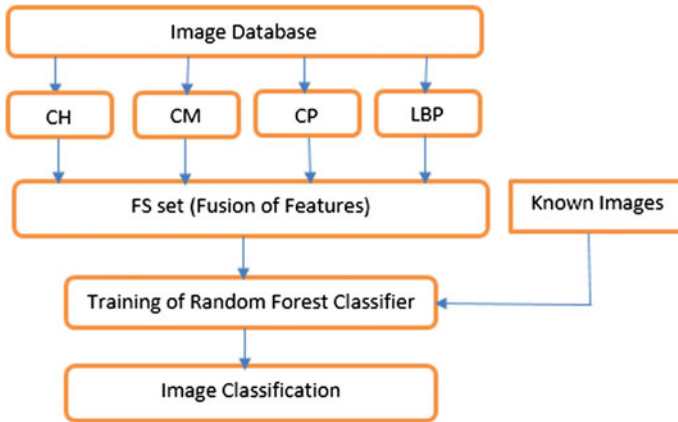 Image Database
CH
CM
CP
LBP
FS set (Fusion of Features)
Known Images
Training of Random Forest Classifier
Image Classification